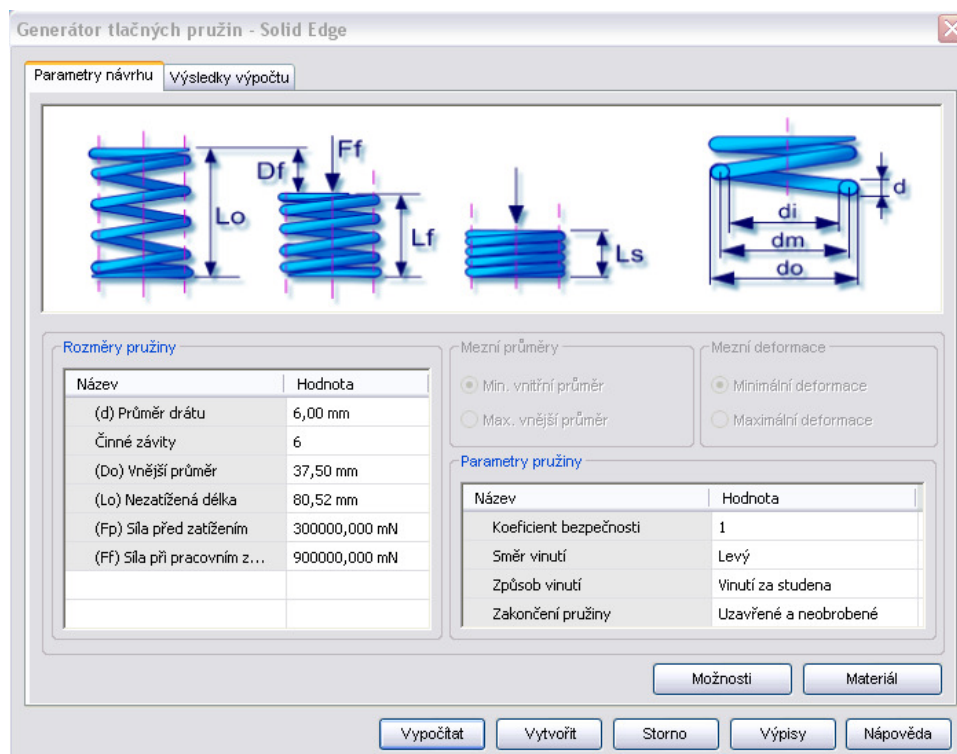 Generátor tlačných pružin - Solid Edge
Parametry návrhu Výsledky výpočtu
Df Ff Lo Lf Ls d di dm do
Rozměry pružiny
Název Hodnota
(d) Průměr drátu 6,00 mm
Činné závity 6
(Do) Vnější průměr 37,50 mm
(Lo) Nezatížená délka 80,52 mm
(Fp) Síla před zatížením 300000,000 mN
(Ff) Síla při pracovním z... 900000,000 mN
Mezní průměry
Min. vnitřní průměr
Max. vnější průměr
Mezní deformace
Minimální deformace
Maximální deformace
Parametry pružiny
Název Hodnota
Koeficient bezpečnosti 1
Směr vinutí Levý
Způsob vinutí Vinutí za studena
Zakončení pružiny Uzavřené a neobrobené
Možnosti Materiál
Vypočítat Vytvořit Storno Výpisy Nápověda